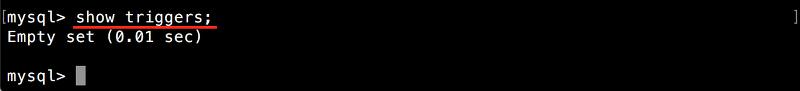 [mysql> show triggers; ]
Empty set (0.01 sec)
mysql>